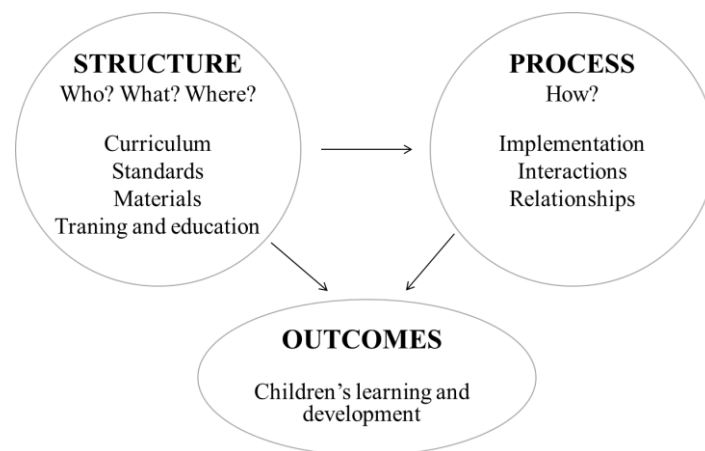 STRUCTURE
Who? What? Where?
Curriculum
Standards
Materials
Traning and education
PROCESS
How?
Implementation
Interactions
Relationships
OUTCOMES
Children’s learning and
development